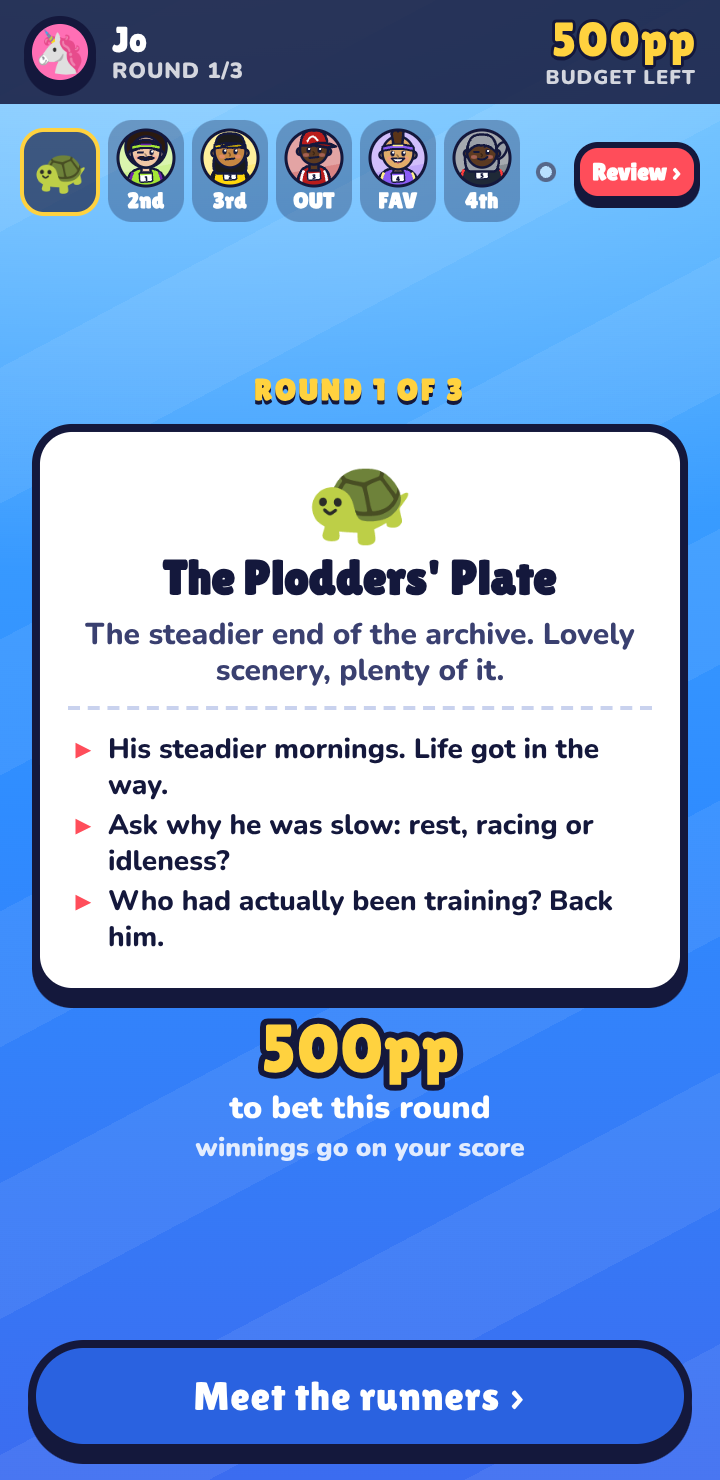 Jo
ROUND 1/3
500pp
BUDGET LEFT
2nd
3rd
OUT
FAV
4th
Review ›
ROUND 1 OF 3
The Plodders' Plate
The steadier end of the archive. Lovely
scenery, plenty of it.
► His steadier mornings. Life got in the
way.
► Ask why he was slow: rest, racing or
idleness?
► Who had actually been training? Back
him.
500pp
to bet this round
winnings go on your score
Meet the runners ›